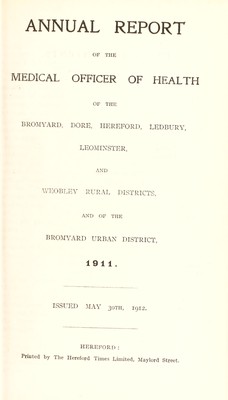 ANNUAL REPORT
OF THE
MEDICAL OFFICER OF HEALTH
OF THE
BROMYARD, DORE, HEREFORD, LEDBURY,
LEOMINSTER,
AND
WEOBLEY RURAL DISTRICTS,
AND OF THE
BROMYARD URBAN DISTRICT,
1911.
ISSUED MAY 30TH, 1912.
HEREFORD:
Printed by The Hereford Times Limited, Maylord Street.